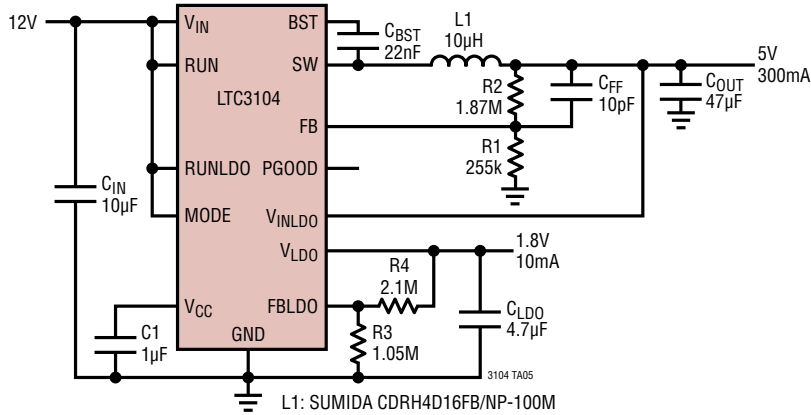 12V
VIN
BST
CBST
22nF
L1
10µH
RUN
SW
5V
300mA
LTC3104
R2
1.87M
CFF
10pF
COUT
47µF
FB
R1
255k
RUNLDO
PGOOD
CIN
10µF
MODE
VINLDO
VLDO
1.8V
10mA
R4
2.1M
VCC
FBLDO
CLDO
4.7µF
C1
1µF
GND
R3
1.05M
3104 TA05
L1: SUMIDA CDRH4D16FB/NP-100M